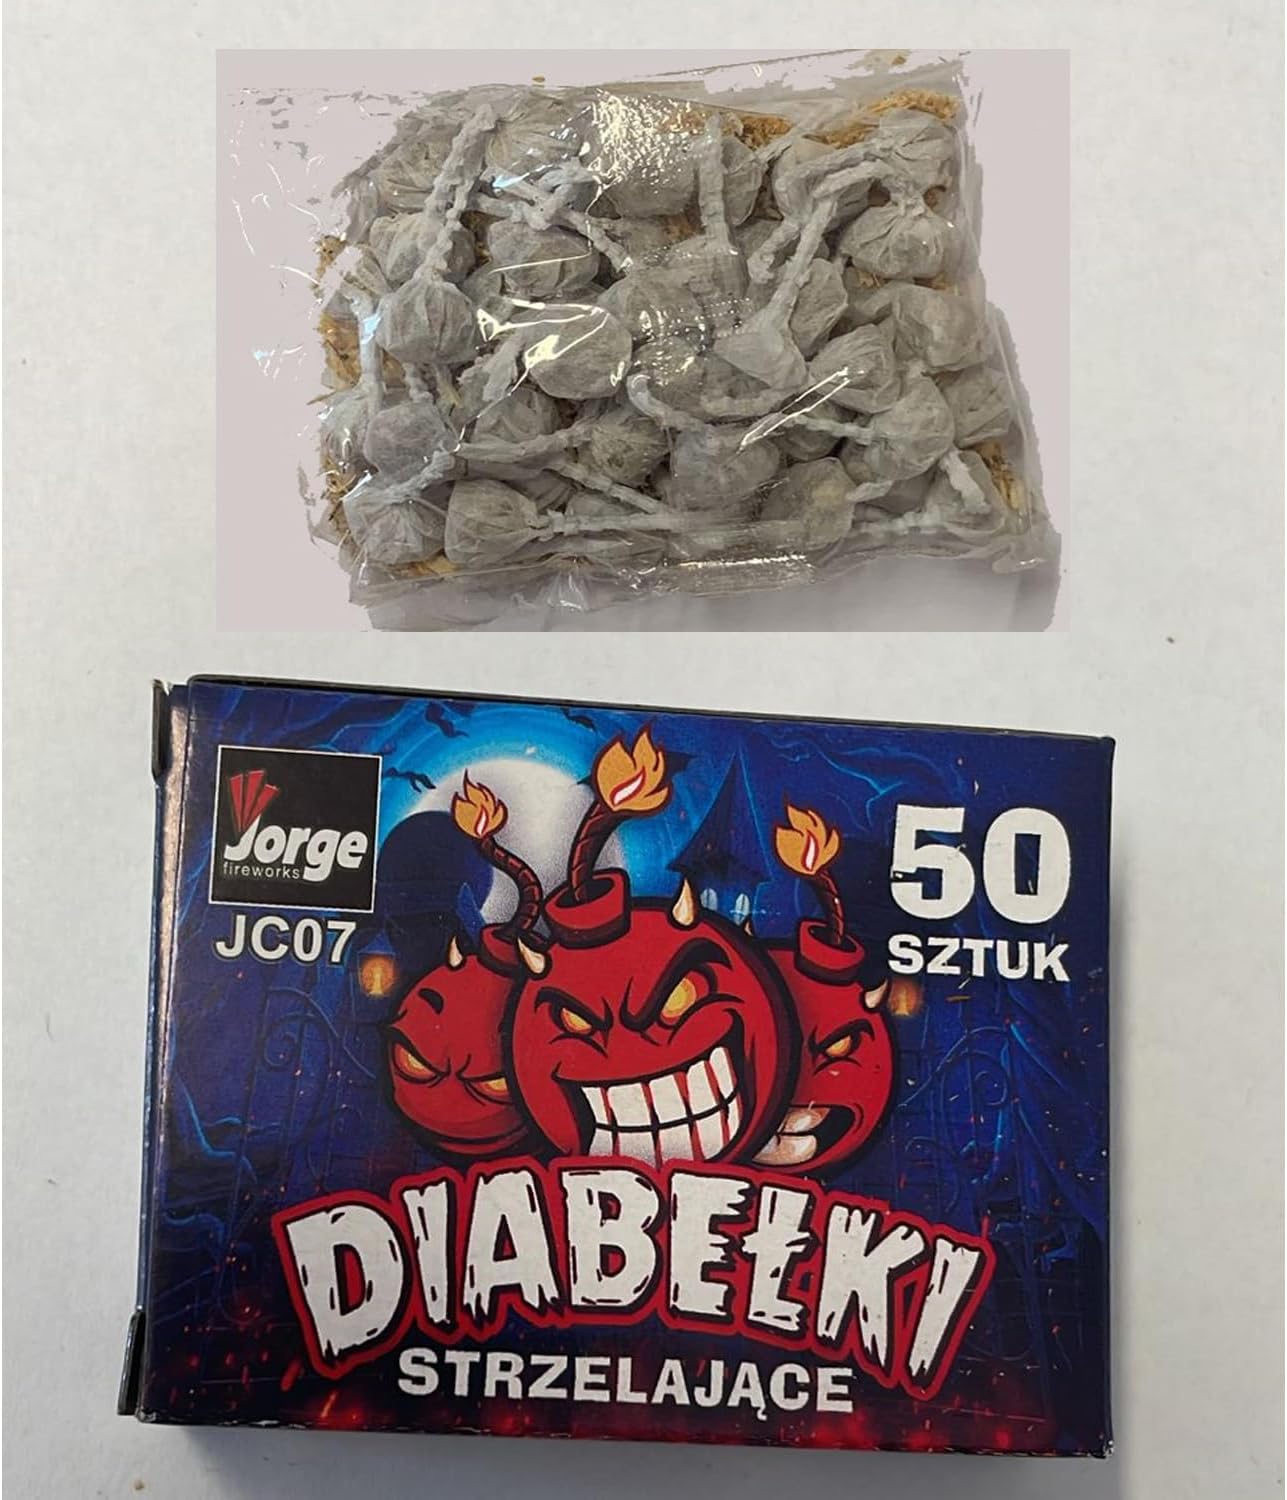 Jorge
fireworks
JC07
50
SZTUK
DIABEŁKI
STRZELAJĄCE